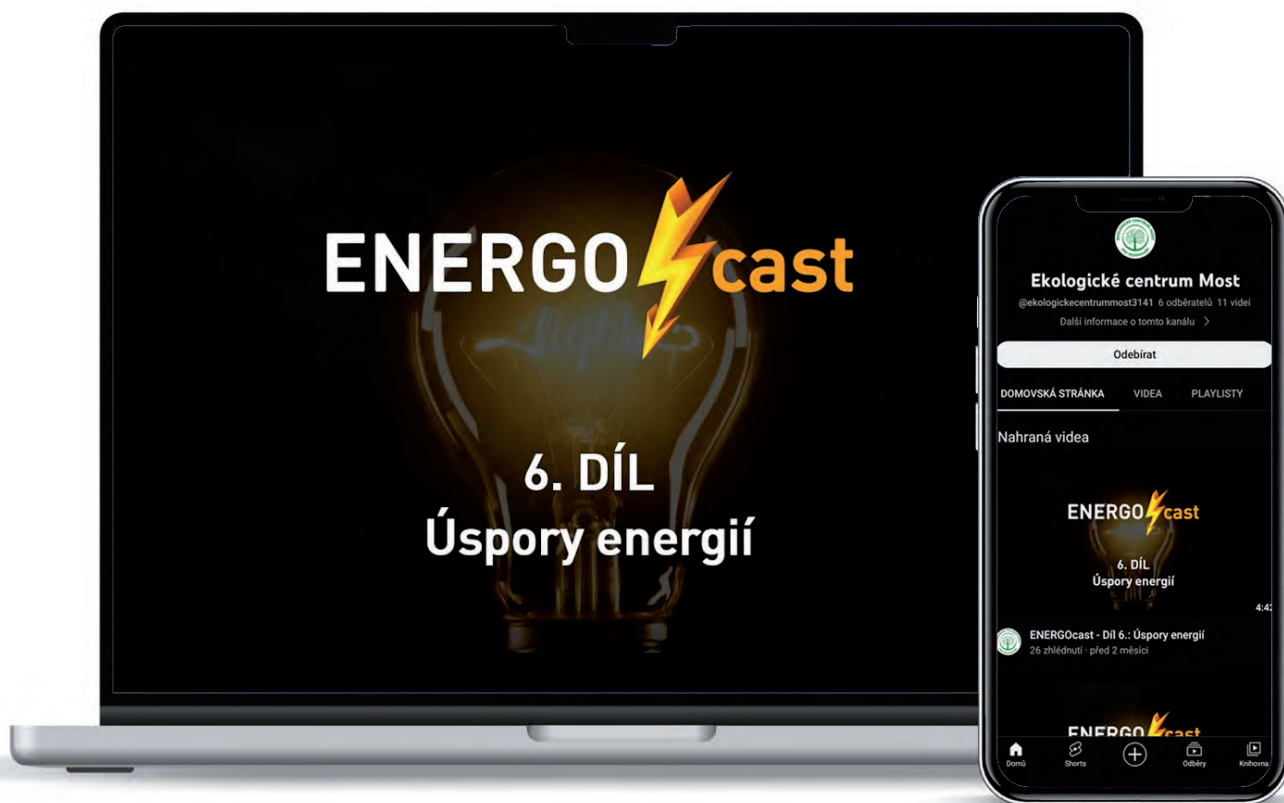 ENERGO cast
6. DÍL
Úspory energií
Ekologické centrum Most
@ekologickecentrummost3141 6 odběratelů 11 videí
Další informace o tomto kanálu >
Odebírat
DOMOVSKÁ STRÁNKA VIDEA PLAYLISTY
Nahraná videa
ENERGO cast
6. DÍL
Úspory energií
4:42
ENERGOcast - Díl 6.: Úspory energií
26 zhlédnutí · před 2 měsíci
ENERGO cast
Domů Shorts Odběry Knihovna